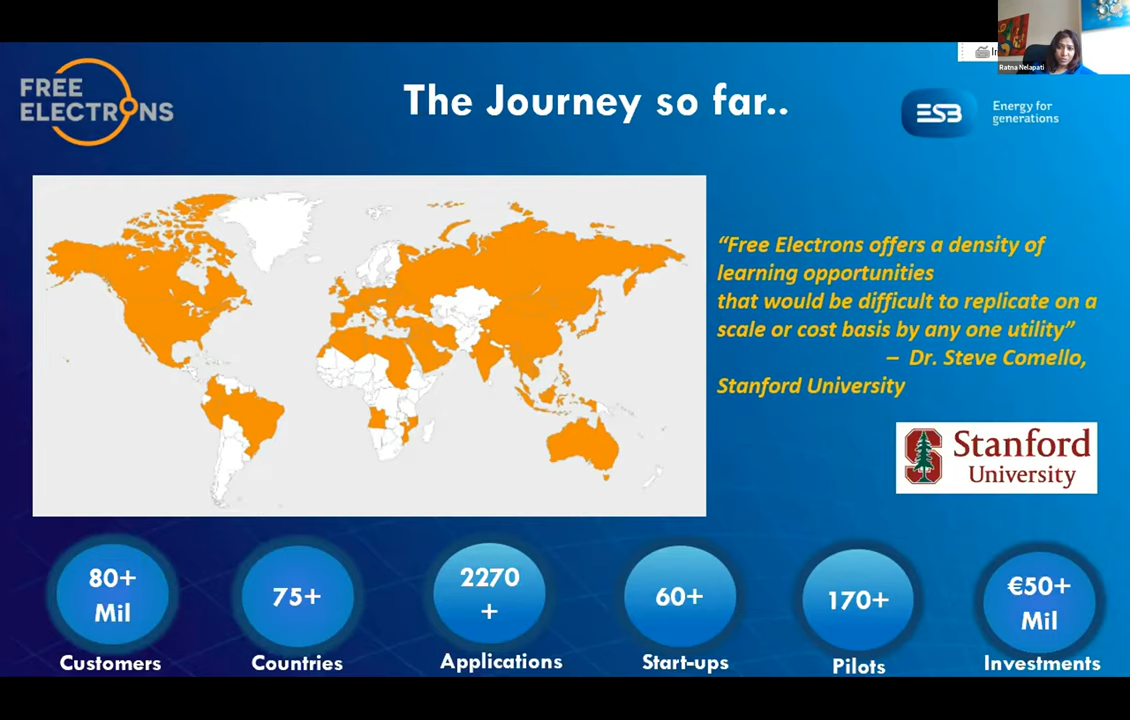 FREE
ELECTRONS
The Journey so far..
ESB
Energy for
generations
Ratna Nelapati
“Free Electrons offers a density of
learning opportunities
that would be difficult to replicate on a
scale or cost basis by any one utility”
– Dr. Steve Comello,
Stanford University
Stanford
University
80+
Mil
75+
2270
+
60+
170+
€50+
Mil
Customers
Countries
Applications
Start-ups
Pilots
Investments